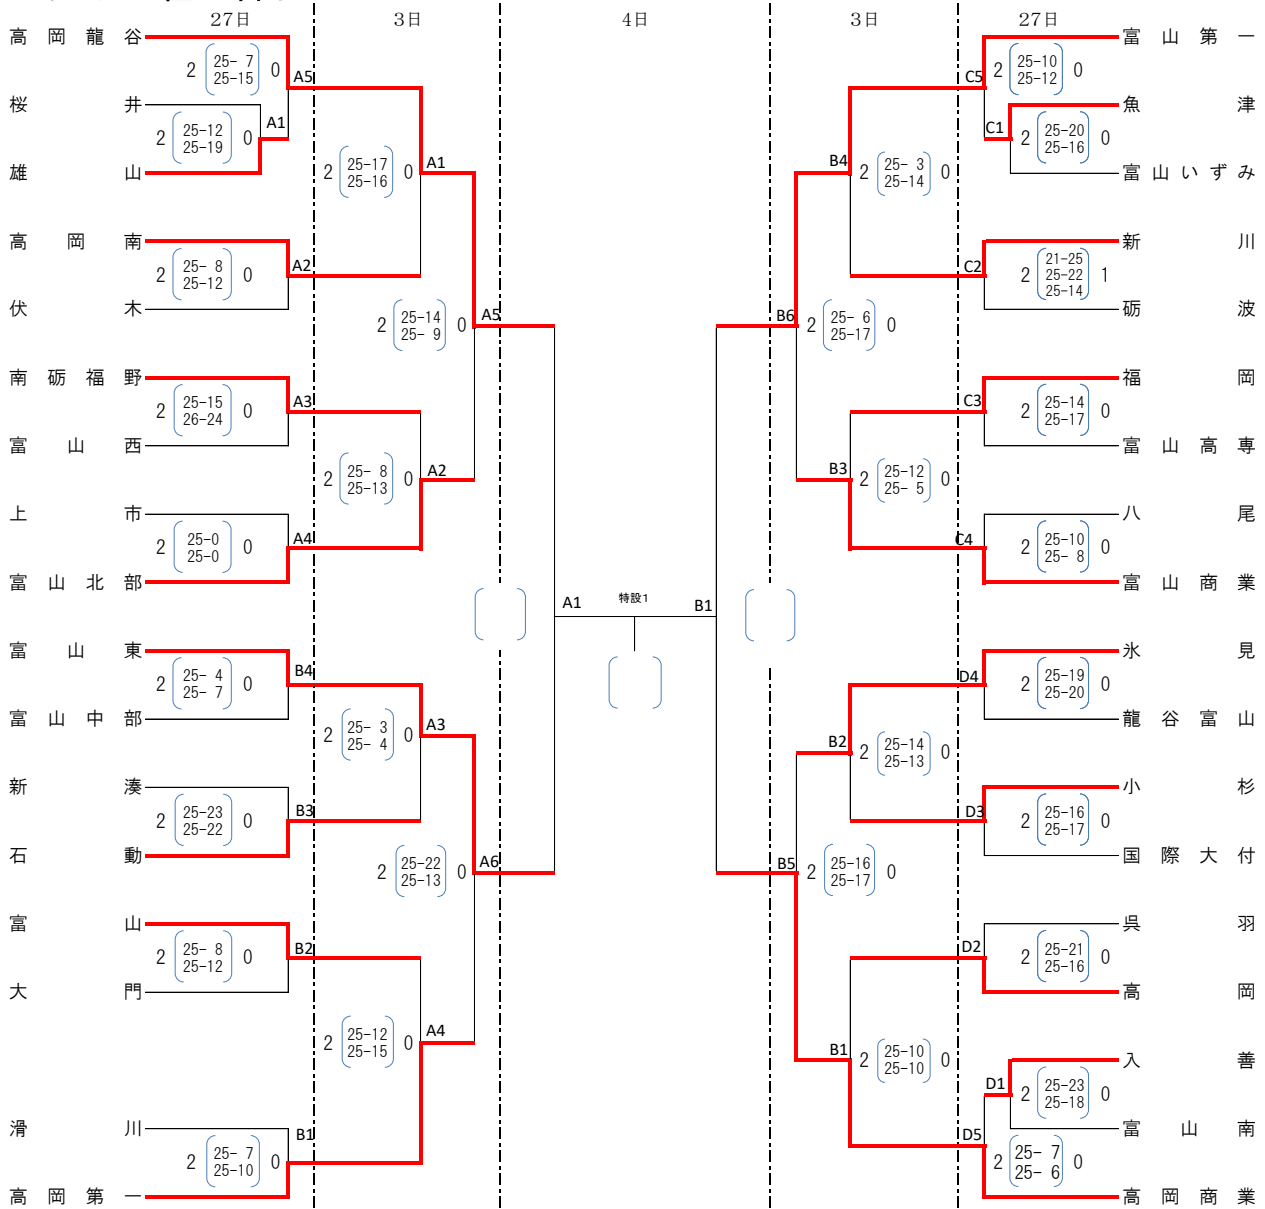 27日 3日 4日 3日 27日
高岡龍谷
2 25- 7 0
25-15
A5
桜井
2 25-12 0
25-19
A1
雄山
2 25-17 0
25-16
A1
高岡南
2 25- 8 0
25-12
A2
伏木
2 25-14 0
25- 9
A5
南砺福野
2 25-15 0
26-24
A3
富山西
2 25- 8 0
25-13
A2
上市
2 25-0 0
25-0
A4
富山北部
A1 特設1 B1
富山東
2 25- 4 0
25- 7
B4
富山中部
2 25- 3 0
25- 4
A3
新湊
2 25-23 0
25-22
B3
石動
2 25-22 0
25-13
A6
富山
2 25- 8 0
25-12
B2
大門
2 25-12 0
25-15
A4
滑川
2 25- 7 0
25-10
B1
高岡第一
富山第一
C5
2 25-10 0
25-12
魚津
C1
2 25-20 0
25-16
富山いずみ
B4
2 25- 3 0
25-14
新川
C2
2 21-25 1
25-22
25-14
砺波
B6
2 25- 6 0
25-17
福岡
C3
2 25-14 0
25-17
富山高専
B3
2 25-12 0
25- 5
八尾
C4
2 25-10 0
25- 8
富山商業
氷見
D4
2 25-19 0
25-20
龍谷富山
B2
2 25-14 0
25-13
小杉
D3
2 25-16 0
25-17
国際大付
B5
2 25-16 0
25-17
呉羽
D2
2 25-21 0
25-16
高岡
B1
2 25-10 0
25-10
入善
D1
2 25-23 0
25-18
富山南
D5
2 25- 7 0
25- 6
高岡商業